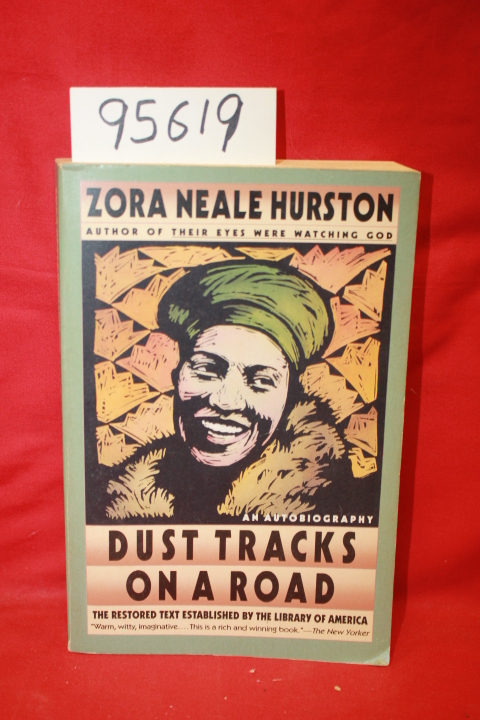 95619
ZORA NEALE HURSTON
AUTHOR OF THEIR EYES WERE WATCHING GOD
AN AUTOBIOGRAPHY
DUST TRACKS
ON A ROAD
THE RESTORED TEXT ESTABLISHED BY THE LIBRARY OF AMERICA
"Warm, witty, imaginative....This is a rich and winning book."—The New Yorker